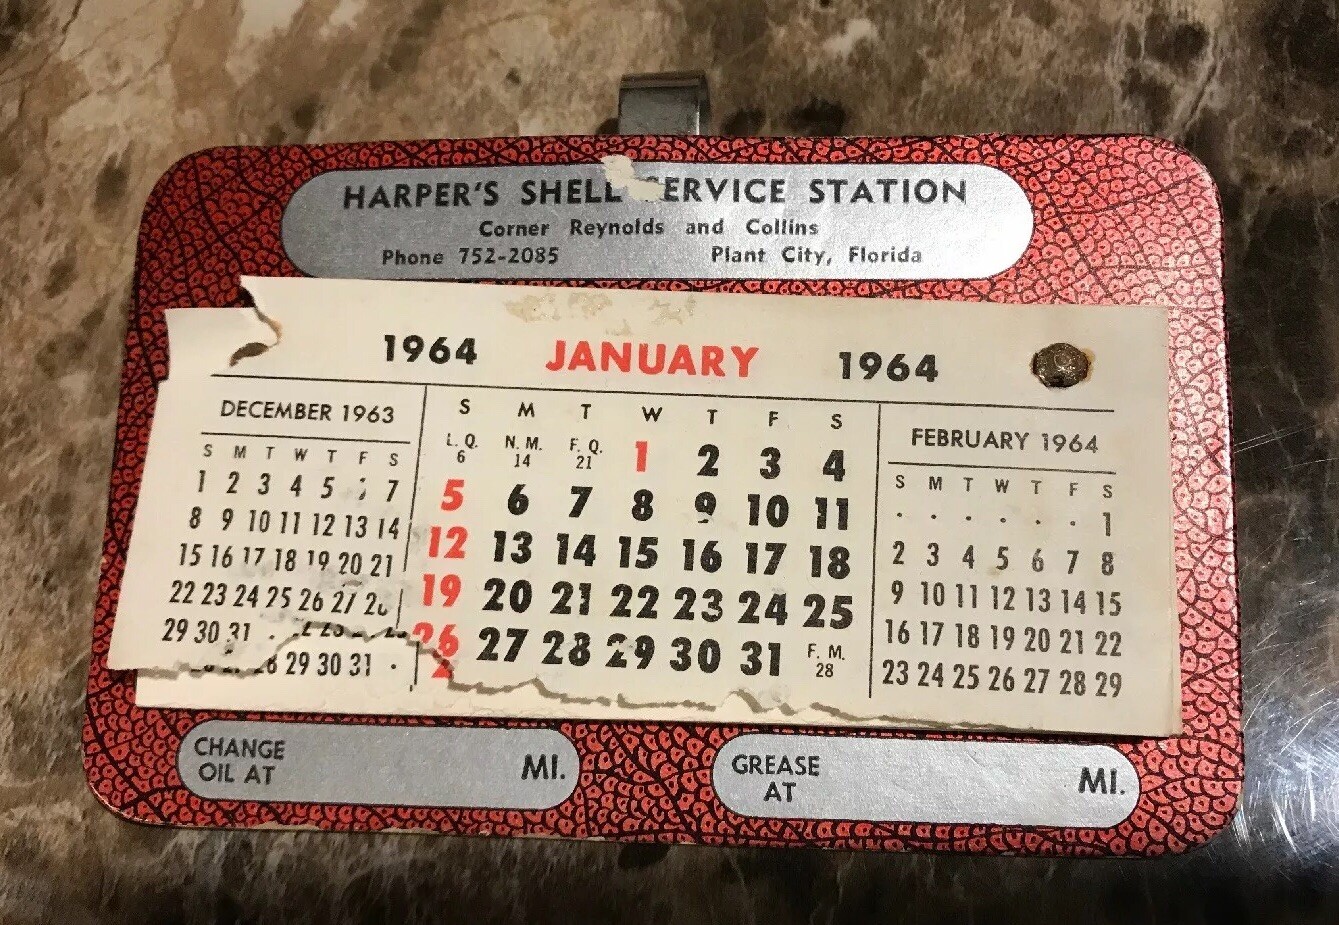 HARPER'S SHELL SERVICE STATION
Corner Reynolds and Collins
Phone 752-2085 Plant City, Florida
1964 JANUARY 1964
DECEMBER 1963
S M T W T F S
1 2 3 4 5 7
8 9 10 11 12 13 14
15 16 17 18 19 20 21
22 23 24 25 26 27 28
29 30 31 .
28 29 30 31 .
S M T W T F S
L. Q. 6 N. M. 14 F. Q. 21 1 2 3 4
5 6 7 8 9 10 11
12 13 14 15 16 17 18
19 20 21 22 23 24 25
26 27 28 29 30 31 F. M. 28
2
FEBRUARY 1964
S M T W T F S
. . . . . . 1
2 3 4 5 6 7 8
9 10 11 12 13 14 15
16 17 18 19 20 21 22
23 24 25 26 27 28 29
CHANGE
OIL AT MI.
GREASE
AT MI.